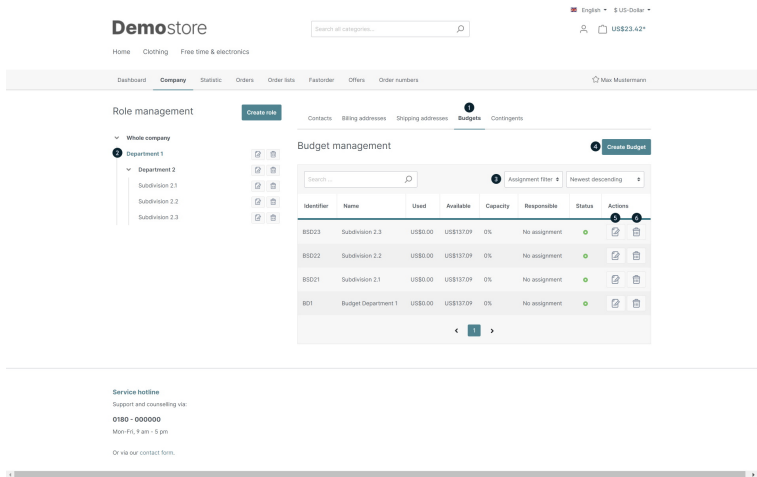 English $ US-Dollar
Demostore
Search all categories...
US$23.42*
Home Clothing Free time & electronics
Dashboard Company Statistic Orders Order lists Fastorder Offers Order numbers Max Mustermann
Role management Create role
Whole company
2 Department 1
Department 2
Subdivision 2.1
Subdivision 2.2
Subdivision 2.3
1
Contacts Billing addresses Shipping addresses Budgets Contingents
Budget management 4 Create Budget
Search ... 3 Assignment filter Newest descending
Identifier Name Used Available Capacity Responsible Status Actions
5 6
BSD23 Subdivision 2.3 US$0.00 US$137.09 0% No assignment
BSD22 Subdivision 2.2 US$0.00 US$137.09 0% No assignment
BSD21 Subdivision 2.1 US$0.00 US$137.09 0% No assignment
BD1 Budget Department 1 US$0.00 US$137.09 0% No assignment
1
Service hotline
Support and counselling via:
0180 - 000000
Mon-Fri, 9 am - 5 pm
Or via our contact form.